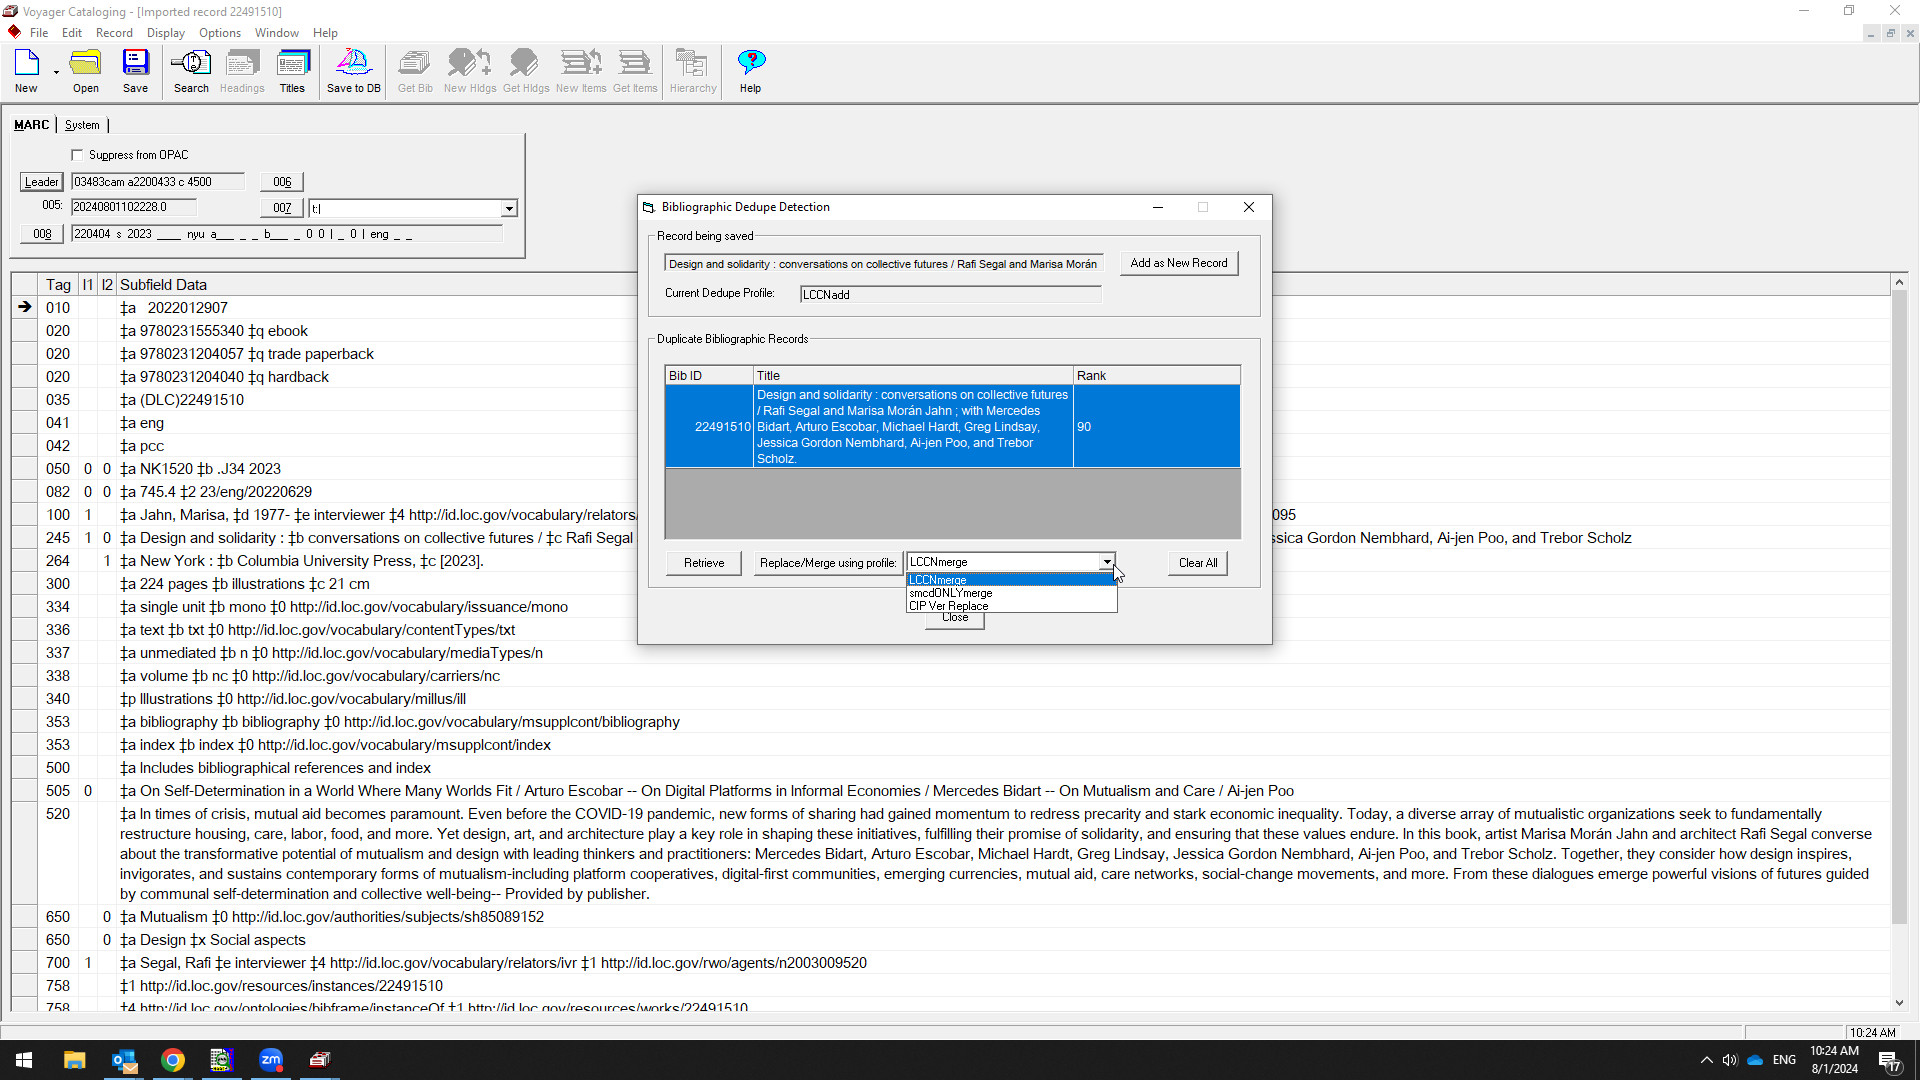 Voyager Cataloging - [Imported record 22491510]
File Edit Record Display Options Window Help
New Open Save Search Headings Titles Save to DB Get Bib New Hldgs Get Hldgs New Items Get Items Hierarchy Help
MARC System
Suppress from OPAC
Leader 03483cam a2200433 c 4500 006
005: 20240801102228.0 007 t:|
008 220404 s 2023 ____ nyu a___ _ _ b___ _ 0 0 | _ 0 | eng _ _
Tag I1 I2 Subfield Data
010 ‡a 2022012907
020 ‡a 9780231555340 ‡q ebook
020 ‡a 9780231204057 ‡q trade paperback
020 ‡a 9780231204040 ‡q hardback
035 ‡a (DLC)22491510
041 ‡a eng
042 ‡a pcc
050 0 0 ‡a NK1520 ‡b .J34 2023
082 0 0 ‡a 745.4 ‡2 23/eng/20220629
100 1 ‡a Jahn, Marisa, ‡d 1977- ‡e interviewer ‡4 http://id.loc.gov/vocabulary/relators/ 095
245 1 0 ‡a Design and solidarity : ‡b conversations on collective futures / ‡c Rafi Segal ssica Gordon Nembhard, Ai-jen Poo, and Trebor Scholz
264 1 ‡a New York : ‡b Columbia University Press, ‡c [2023].
300 ‡a 224 pages ‡b illustrations ‡c 21 cm
334 ‡a single unit ‡b mono ‡0 http://id.loc.gov/vocabulary/issuance/mono
336 ‡a text ‡b txt ‡0 http://id.loc.gov/vocabulary/contentTypes/txt
337 ‡a unmediated ‡b n ‡0 http://id.loc.gov/vocabulary/mediaTypes/n
338 ‡a volume ‡b nc ‡0 http://id.loc.gov/vocabulary/carriers/nc
340 ‡p Illustrations ‡0 http://id.loc.gov/vocabulary/millus/ill
353 ‡a bibliography ‡b bibliography ‡0 http://id.loc.gov/vocabulary/msupplcont/bibliography
353 ‡a index ‡b index ‡0 http://id.loc.gov/vocabulary/msupplcont/index
500 ‡a Includes bibliographical references and index
505 0 ‡a On Self-Determination in a World Where Many Worlds Fit / Arturo Escobar -- On Digital Platforms in Informal Economies / Mercedes Bidart -- On Mutualism and Care / Ai-jen Poo
520 ‡a In times of crisis, mutual aid becomes paramount. Even before the COVID-19 pandemic, new forms of sharing had gained momentum to redress precarity and stark economic inequality. Today, a diverse array of mutualistic organizations seek to fundamentally
restructure housing, care, labor, food, and more. Yet design, art, and architecture play a key role in shaping these initiatives, fulfilling their promise of solidarity, and ensuring that these values endure. In this book, artist Marisa Morán Jahn and architect Rafi Segal converse
about the transformative potential of mutualism and design with leading thinkers and practitioners: Mercedes Bidart, Arturo Escobar, Michael Hardt, Greg Lindsay, Jessica Gordon Nembhard, Ai-jen Poo, and Trebor Scholz. Together, they consider how design inspires,
invigorates, and sustains contemporary forms of mutualism-including platform cooperatives, digital-first communities, emerging currencies, mutual aid, care networks, social-change movements, and more. From these dialogues emerge powerful visions of futures guided
by communal self-determination and collective well-being-- Provided by publisher.
650 0 ‡a Mutualism ‡0 http://id.loc.gov/authorities/subjects/sh85089152
650 0 ‡a Design ‡x Social aspects
700 1 ‡a Segal, Rafi ‡e interviewer ‡4 http://id.loc.gov/vocabulary/relators/ivr ‡1 http://id.loc.gov/rwo/agents/n2003009520
758 ‡1 http://id.loc.gov/resources/instances/22491510
758 ‡4 http://id.loc.gov/ontologies/bibframe/instanceOf ‡1 http://id.loc.gov/resources/works/22491510
Bibliographic Dedupe Detection
Record being saved
Design and solidarity : conversations on collective futures / Rafi Segal and Marisa Morán Add as New Record
Current Dedupe Profile: LCCNadd
Duplicate Bibliographic Records
Bib ID Title Rank
Design and solidarity : conversations on collective futures
/ Rafi Segal and Marisa Morán Jahn ; with Mercedes
22491510 Bidart, Arturo Escobar, Michael Hardt, Greg Lindsay, 90
Jessica Gordon Nembhard, Ai-jen Poo, and Trebor
Scholz.
Retrieve Replace/Merge using profile: LCCNmerge Clear All
LCCNmerge
smcdONLYmerge
CIP Ver Replace
Close
10:24 AM
zm
ENG
10:24 AM
8/1/2024
17